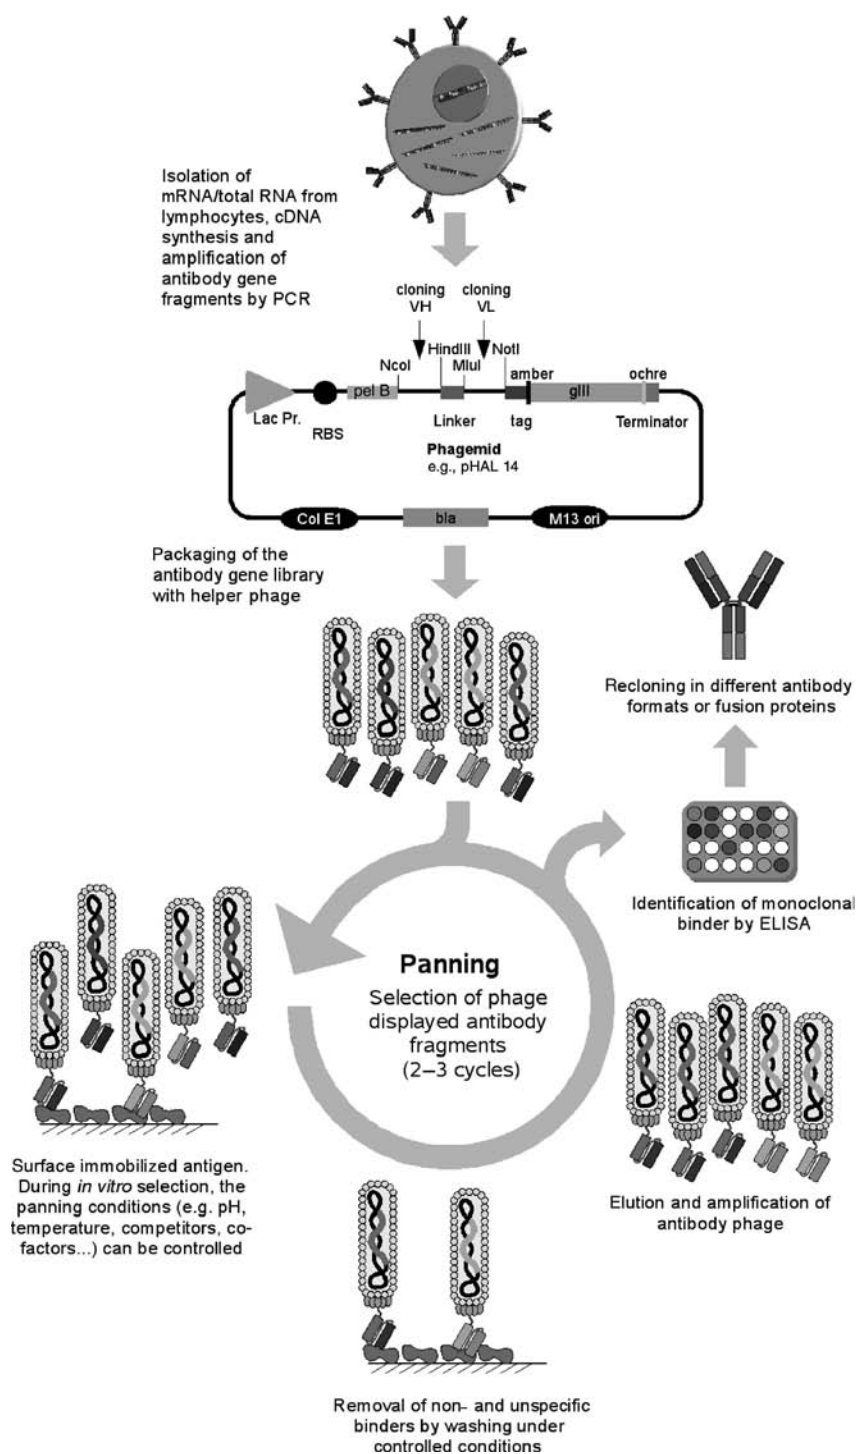 Isolation of
mRNA/total RNA from
lymphocytes, cDNA
synthesis and
amplification of
antibody gene
fragments by PCR
cloning
VH
cloning
VL
HindIII
NotI
NcoI
MluI
amber
ochre
pel B
gIII
Lac Pr.
RBS
Linker
tag
Terminator
Phagemid
e.g., pHAL 14
Col E1
bla
M13 ori
Packaging of the
antibody gene library
with helper phage
Recloning in different antibody
formats or fusion proteins
Identification of monoclonal
binder by ELISA
Panning
Selection of phage
displayed antibody
fragments
(2–3 cycles)
Surface immobilized antigen.
During in vitro selection, the
panning conditions (e.g. pH,
temperature, competitors, co-
factors...) can be controlled
Elution and amplification of
antibody phage
Removal of non- and unspecific
binders by washing under
controlled conditions